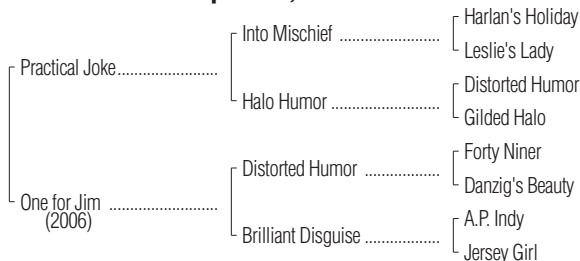 Harlan's Holiday
Into Mischief ....................
Leslie's Lady
Practical Joke.......................
Distorted Humor
Halo Humor ......................
Gilded Halo
Forty Niner
Distorted Humor ...............
Danzig's Beauty
One for Jim .........................
(2006)
A.P. Indy
Brilliant Disguise ...............
Jersey Girl